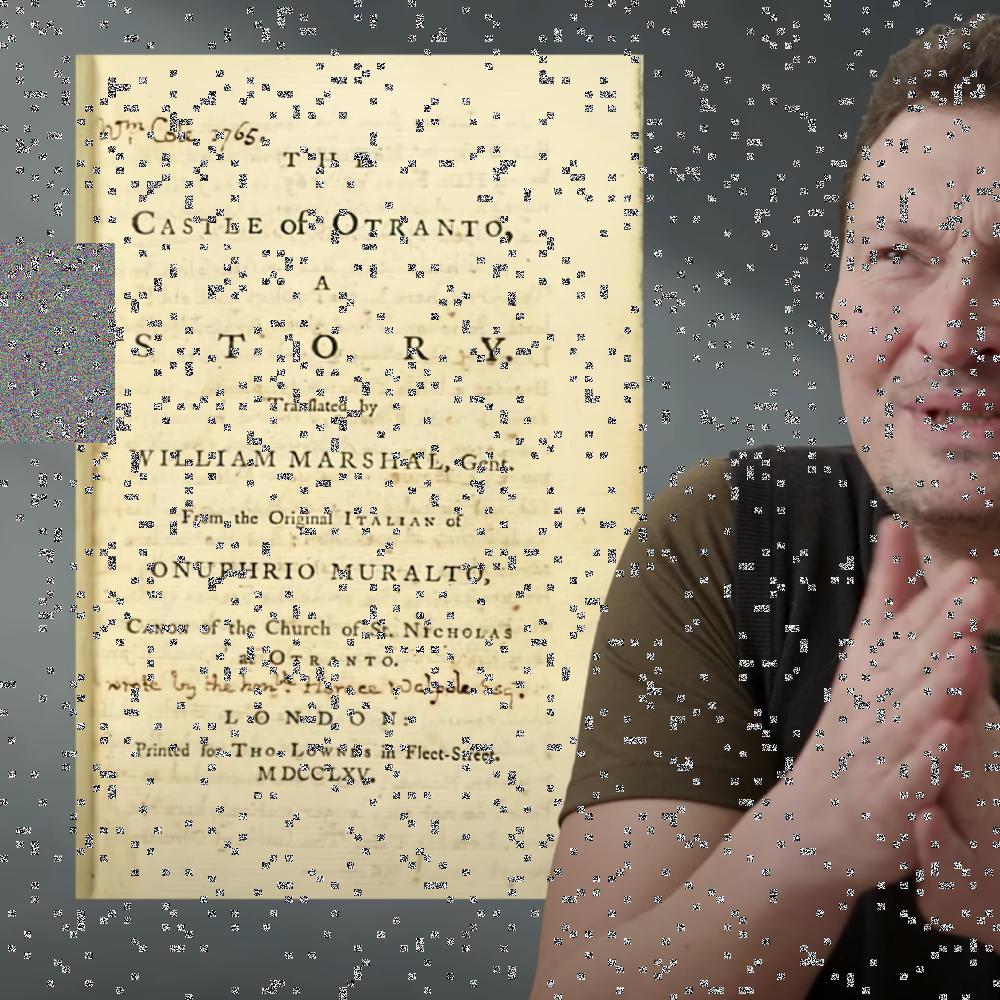 Wm Cole 1765.
THE
CASTLE of OTRANTO,
A
STORY.
Tranſlated by
WILLIAM MARSHAL, Gent.
From the Original ITALIAN of
ONUPHRIO MURALTO,
CANON of the Church of St. NICHOLAS
at OTRANTO.
wrote by the honble Horace Walpole Esqr.
LONDON:
Printed for THO. LOWNDS in Fleet-Street.
MDCCLXV.